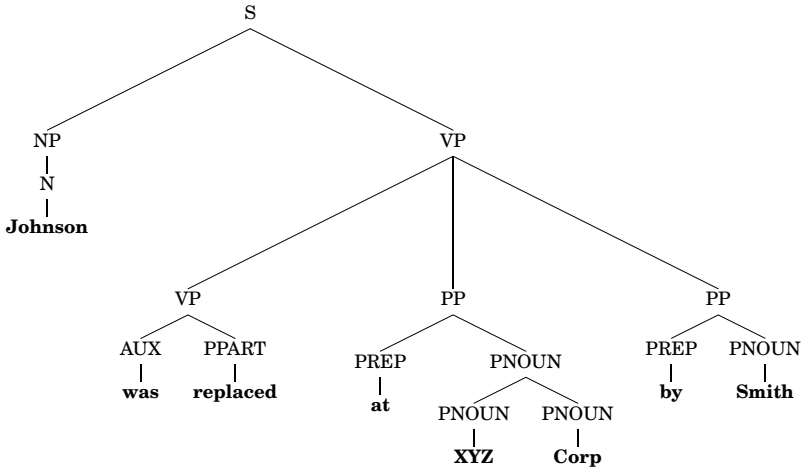 S
NP VP
N
Johnson
VP PP PP
AUX PPART PREP PNOUN PREP PNOUN
was replaced at by Smith
PNOUN PNOUN
XYZ Corp